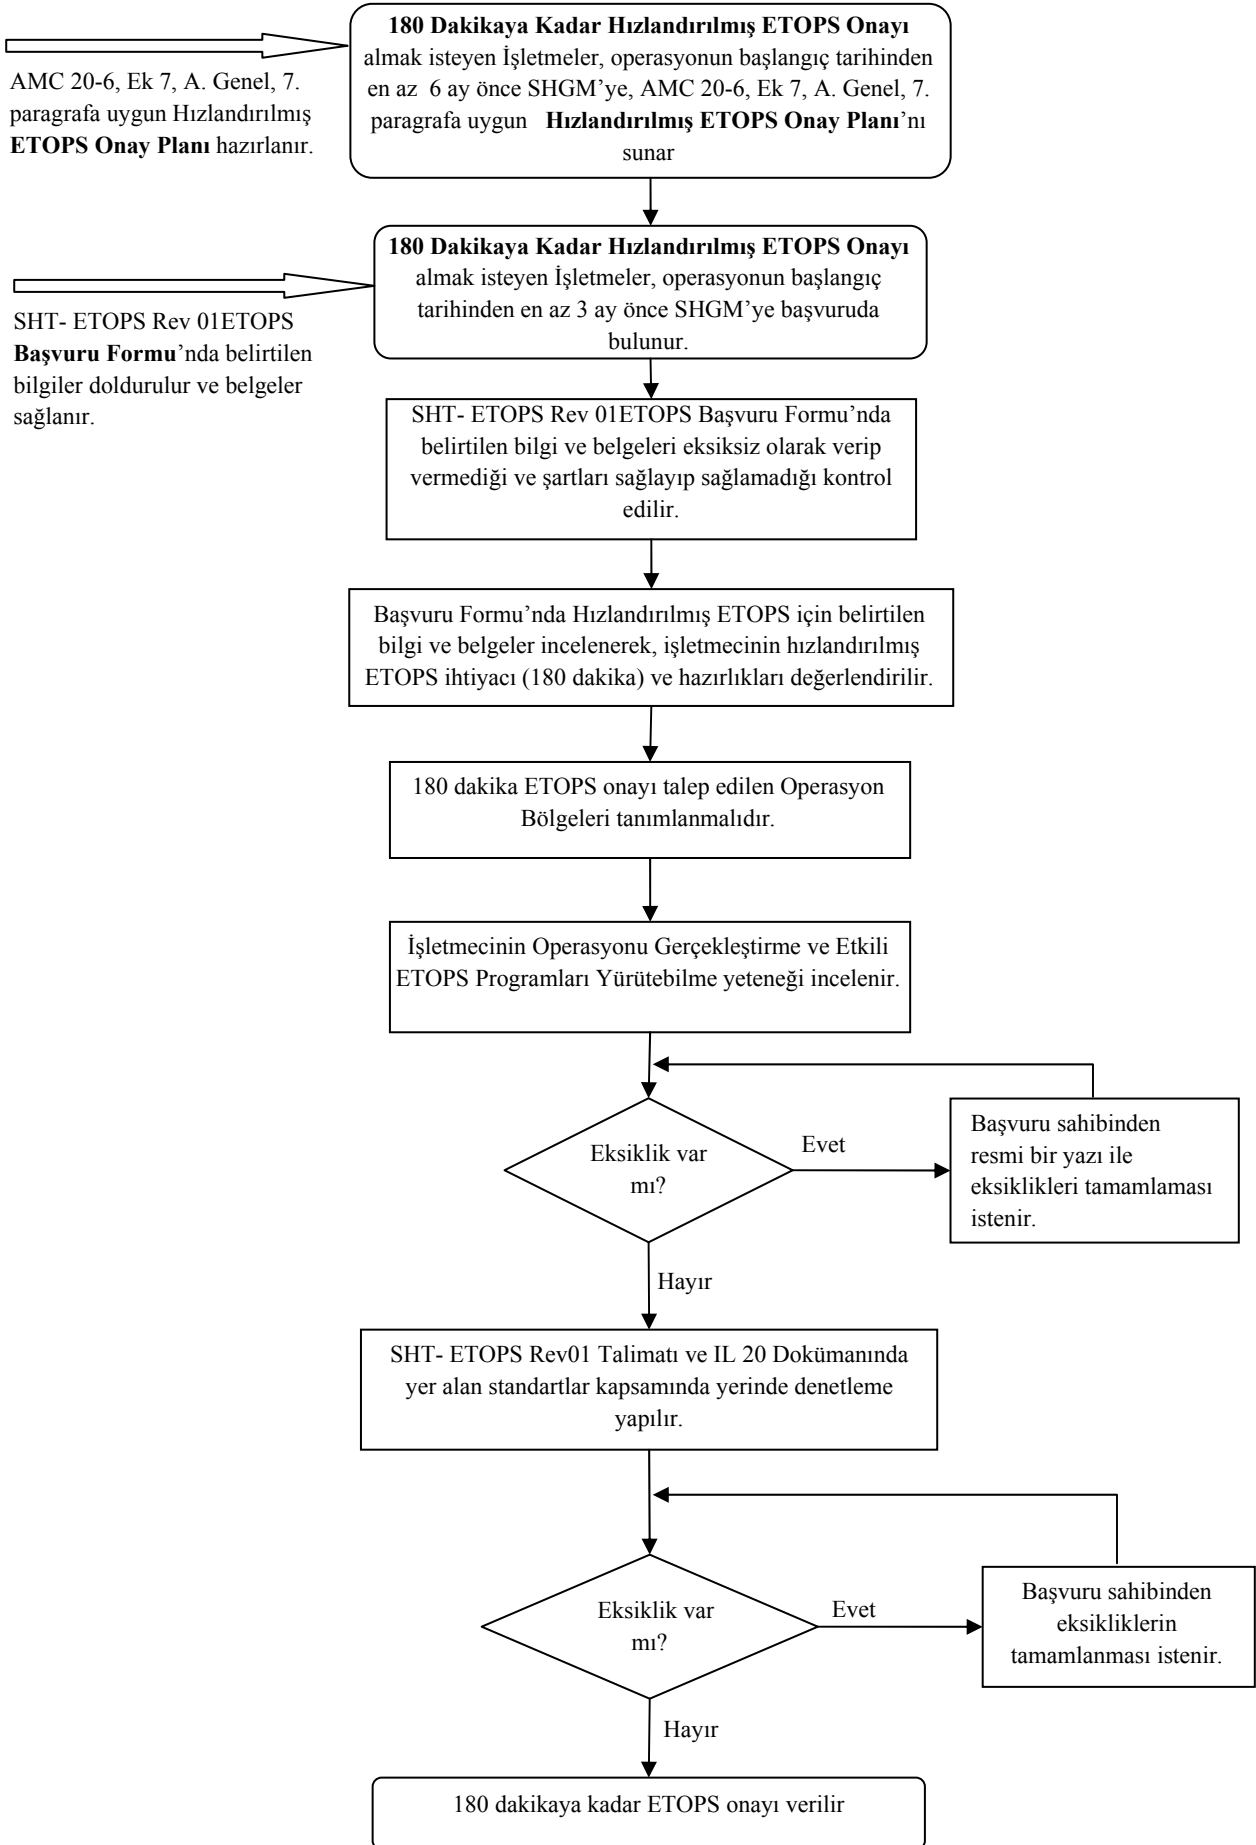 180 Dakikaya Kadar Hızlandırılmış ETOPS Onayı
almak isteyen İşletmeler, operasyonun başlangıç tarihinden
en az 6 ay önce SHGM’ye, AMC 20-6, Ek 7, A. Genel, 7.
paragrafa uygun Hızlandırılmış ETOPS Onay Planı’nı
sunar
AMC 20-6, Ek 7, A. Genel, 7.
paragrafa uygun Hızlandırılmış
ETOPS Onay Planı hazırlanır.
180 Dakikaya Kadar Hızlandırılmış ETOPS Onayı
almak isteyen İşletmeler, operasyonun başlangıç
tarihinden en az 3 ay önce SHGM’ye başvuruda
bulunur.
SHT- ETOPS Rev 01ETOPS
Başvuru Formu’nda belirtilen
bilgiler doldurulur ve belgeler
sağlanır.
SHT- ETOPS Rev 01ETOPS Başvuru Formu’nda
belirtilen bilgi ve belgeleri eksiksiz olarak verip
vermediği ve şartları sağlayıp sağlamadığı kontrol
edilir.
Başvuru Formu’nda Hızlandırılmış ETOPS için belirtilen
bilgi ve belgeler incelenerek, işletmecinin hızlandırılmış
ETOPS ihtiyacı (180 dakika) ve hazırlıkları değerlendirilir.
180 dakika ETOPS onayı talep edilen Operasyon
Bölgeleri tanımlanmalıdır.
İşletmecinin Operasyonu Gerçekleştirme ve Etkili
ETOPS Programları Yürütebilme yeteneği incelenir.
Eksiklik var
mı?
Evet
Başvuru sahibinden
resmi bir yazı ile
eksiklikleri tamamlaması
istenir.
Hayır
SHT- ETOPS Rev01 Talimatı ve IL 20 Dokümanında
yer alan standartlar kapsamında yerinde denetleme
yapılır.
Eksiklik var
mı?
Evet
Başvuru sahibinden
eksikliklerin
tamamlanması istenir.
Hayır
180 dakikaya kadar ETOPS onayı verilir